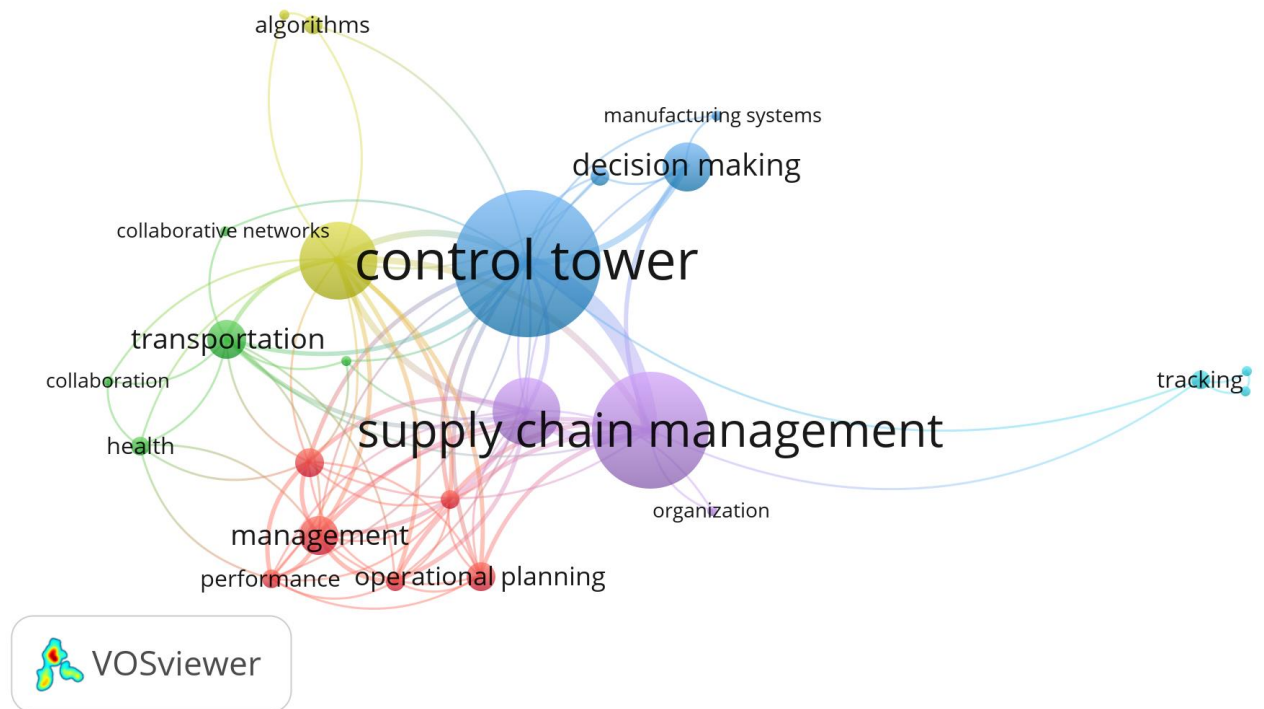 algorithms
manufacturing systems
decision making
collaborative networks
control tower
transportation
collaboration
tracking
supply chain management
health
organization
management
performance
operational planning
VOSviewer